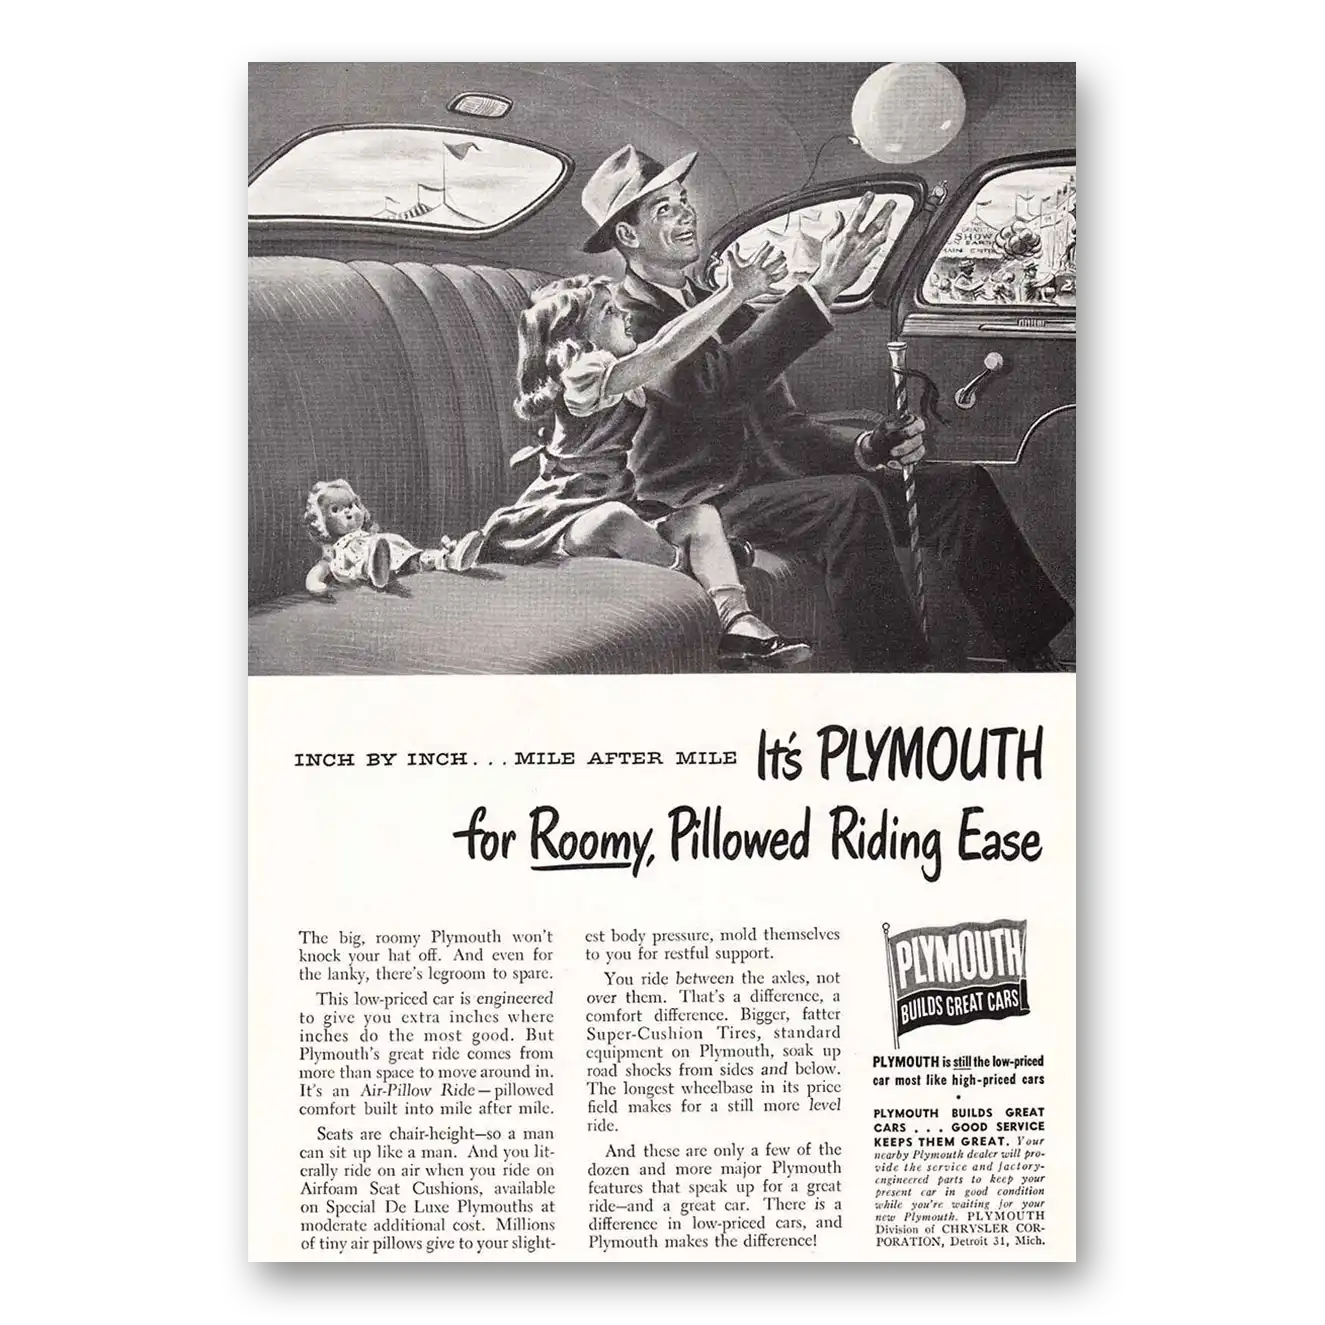 SHOW
INCH BY INCH. . . MILE AFTER MILE It's PLYMOUTH
for Roomy, Pillowed Riding Ease
The big, roomy Plymouth won't
knock your hat off. And even for
the lanky, there's legroom to spare.
This low-priced car is engineered
to give you extra inches where
inches do the most good. But
Plymouth's great ride comes from
more than space to move around in.
It's an Air-Pillow Ride—pillowed
comfort built into mile after mile.
Seats are chair-height—so a man
can sit up like a man. And you lit-
erally ride on air when you ride on
Airfoam Seat Cushions, available
on Special De Luxe Plymouths at
moderate additional cost. Millions
of tiny air pillows give to your slight-
est body pressure, mold themselves
to you for restful support.
You ride between the axles, not
over them. That's a difference, a
comfort difference. Bigger, fatter
Super-Cushion Tires, standard
equipment on Plymouth, soak up
road shocks from sides and below.
The longest wheelbase in its price
field makes for a still more level
ride.
And these are only a few of the
dozen and more major Plymouth
features that speak up for a great
ride—and a great car. There is a
difference in low-priced cars, and
Plymouth makes the difference!
PLYMOUTH
BUILDS GREAT CARS
PLYMOUTH is still the low-priced
car most like high-priced cars
•
PLYMOUTH BUILDS GREAT
CARS . . . GOOD SERVICE
KEEPS THEM GREAT. Your
nearby Plymouth dealer will pro-
vide the service and factory-
engineered parts to keep your
present car in good condition
while you're waiting for your
new Plymouth. PLYMOUTH
Division of CHRYSLER COR-
PORATION, Detroit 31, Mich.